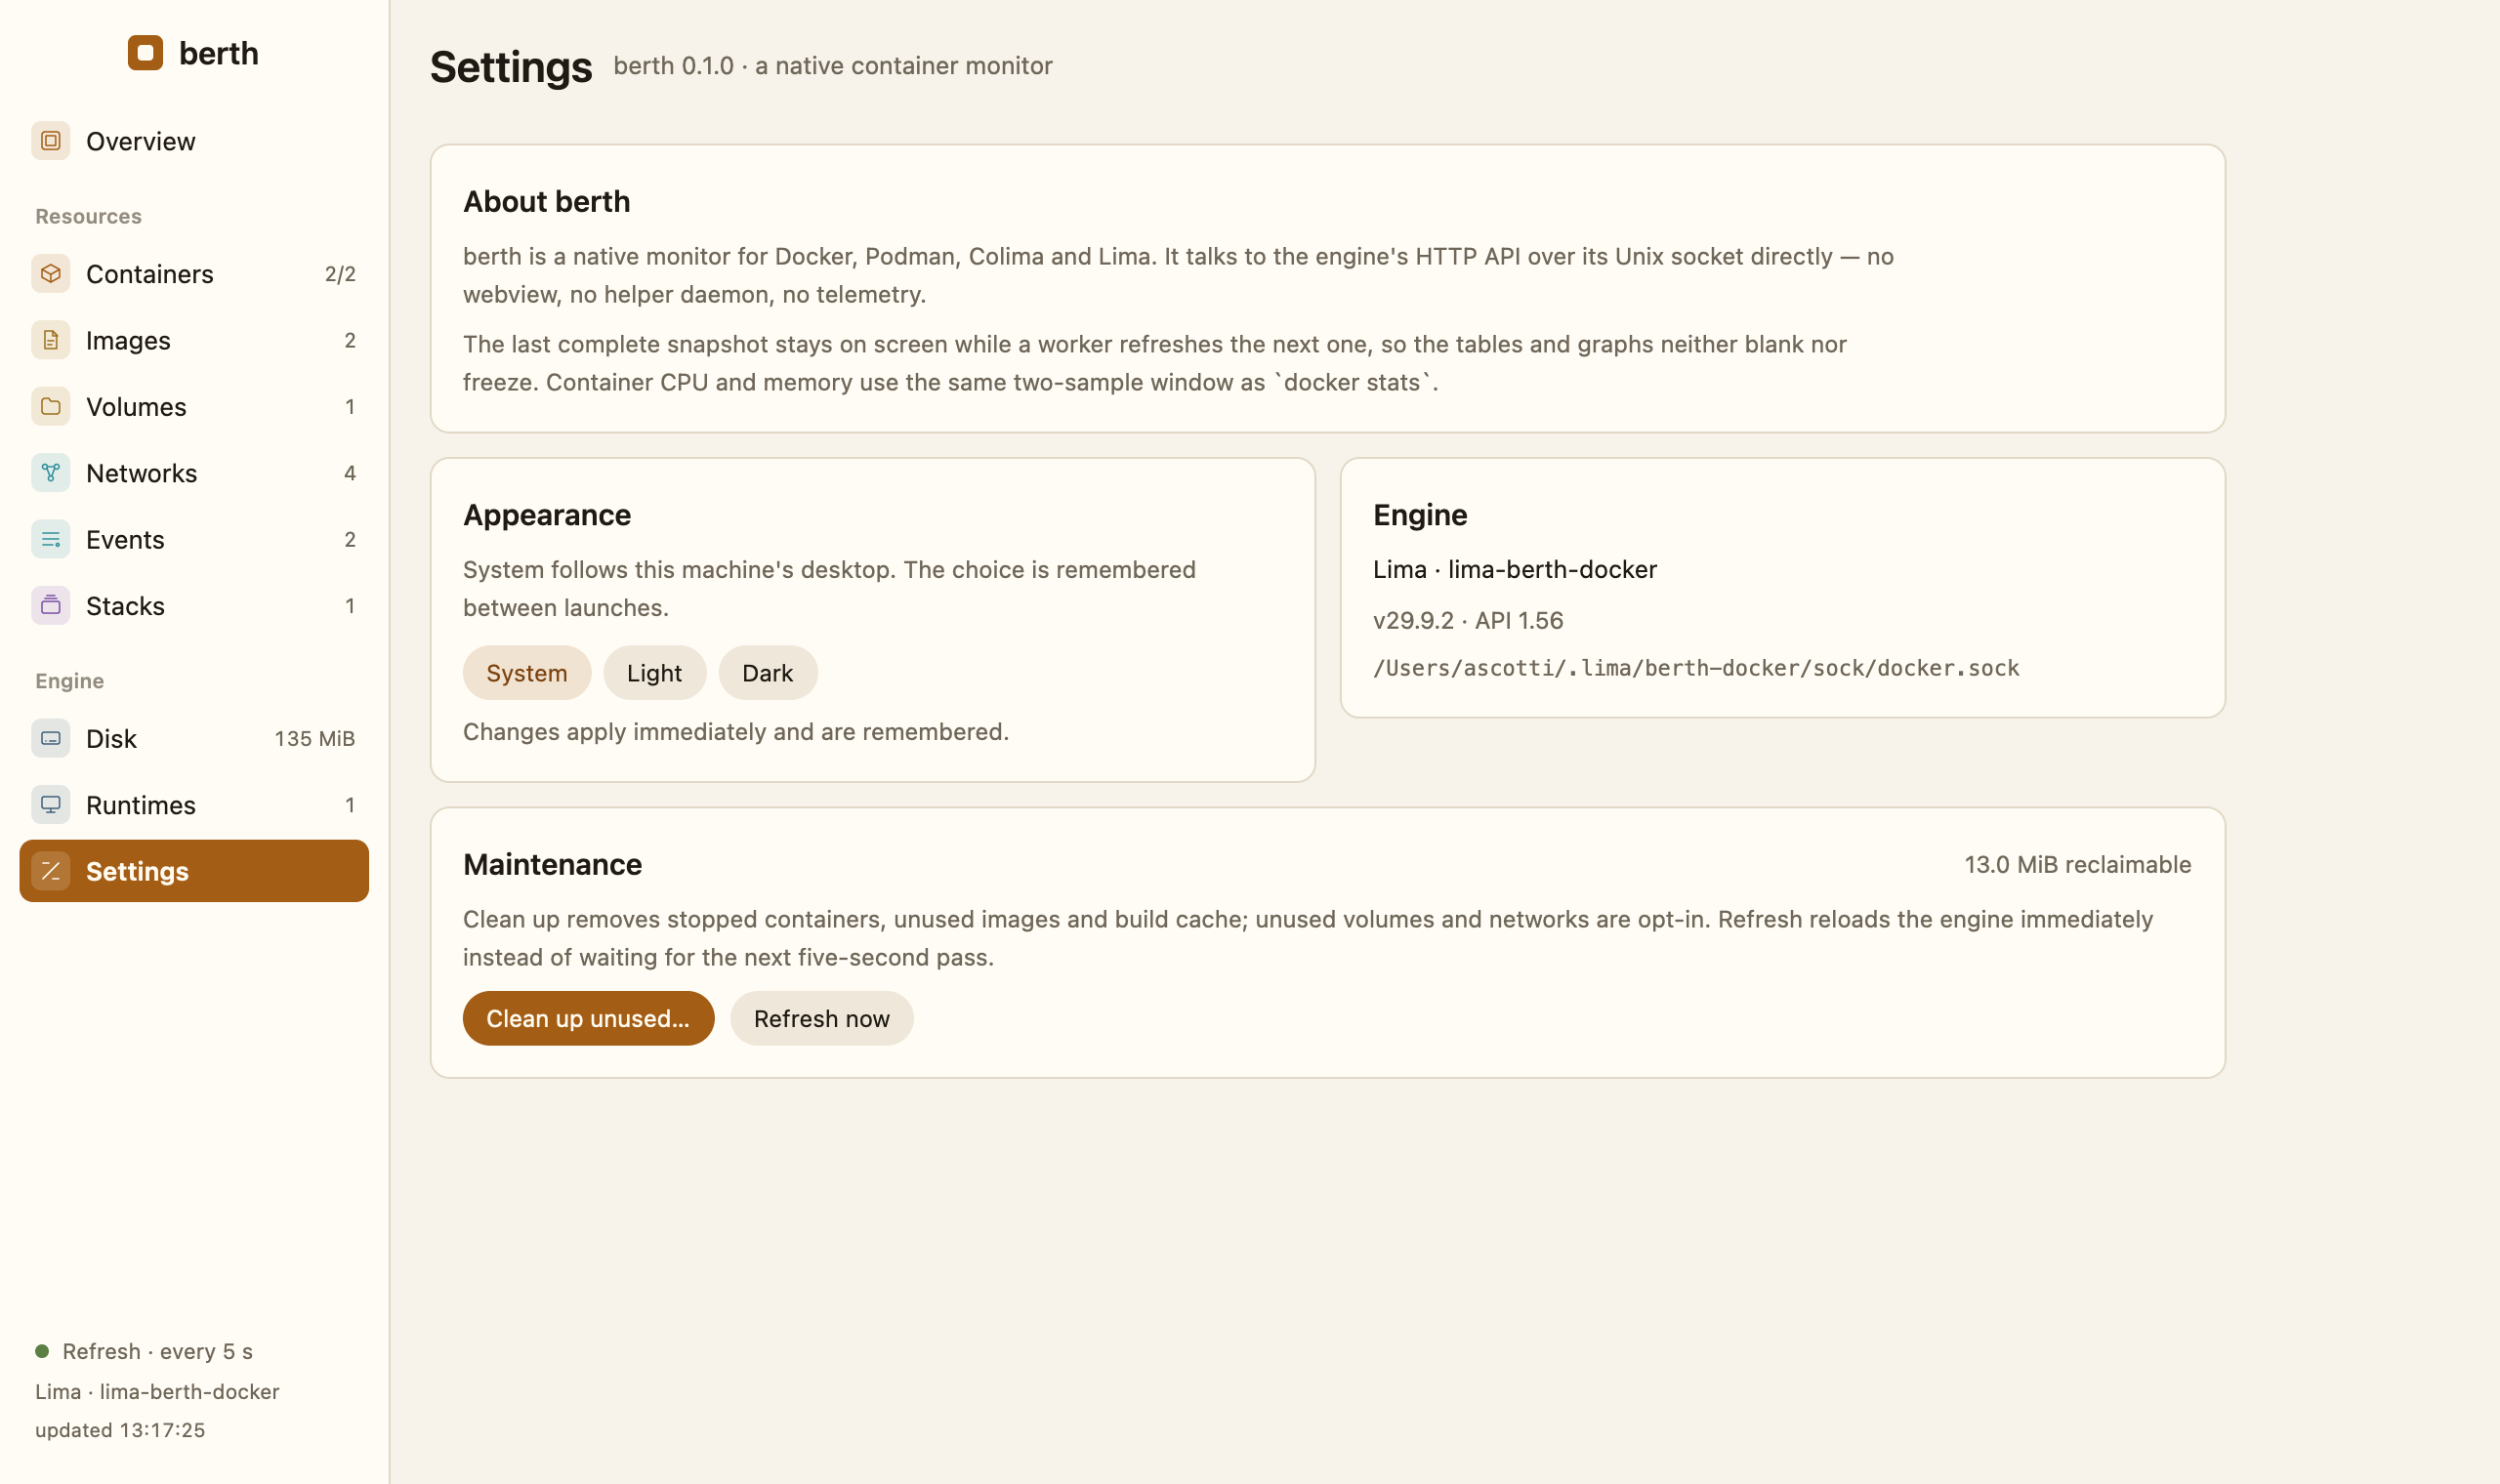 berth
Overview
Resources
Containers 2/2
Images 2
Volumes 1
Networks 4
Events 2
Stacks 1
Engine
Disk 135 MiB
Runtimes 1
Settings
Refresh · every 5 s
Lima · lima-berth-docker
updated 13:17:25
Settings berth 0.1.0 · a native container monitor
About berth
berth is a native monitor for Docker, Podman, Colima and Lima. It talks to the engine's HTTP API over its Unix socket directly — no
webview, no helper daemon, no telemetry.
The last complete snapshot stays on screen while a worker refreshes the next one, so the tables and graphs neither blank nor
freeze. Container CPU and memory use the same two-sample window as `docker stats`.
Appearance
System follows this machine's desktop. The choice is remembered
between launches.
System Light Dark
Changes apply immediately and are remembered.
Engine
Lima · lima-berth-docker
v29.9.2 · API 1.56
/Users/ascotti/.lima/berth-docker/sock/docker.sock
Maintenance 13.0 MiB reclaimable
Clean up removes stopped containers, unused images and build cache; unused volumes and networks are opt-in. Refresh reloads the engine immediately
instead of waiting for the next five-second pass.
Clean up unused... Refresh now